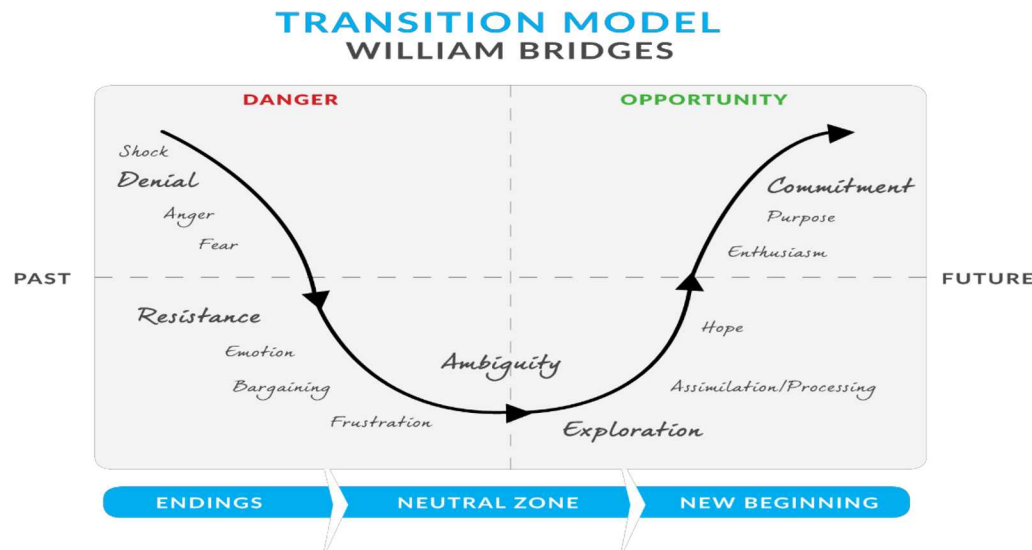 TRANSITION MODEL
WILLIAM BRIDGES
DANGER
OPPORTUNITY
Shock
Denial
Anger
Fear
Commitment
Purpose
Enthusiasm
PAST
FUTURE
Resistance
Emotion
Bargaining
Frustration
Ambiguity
Hope
Assimilation/Processing
Exploration
ENDINGS
NEUTRAL ZONE
NEW BEGINNING